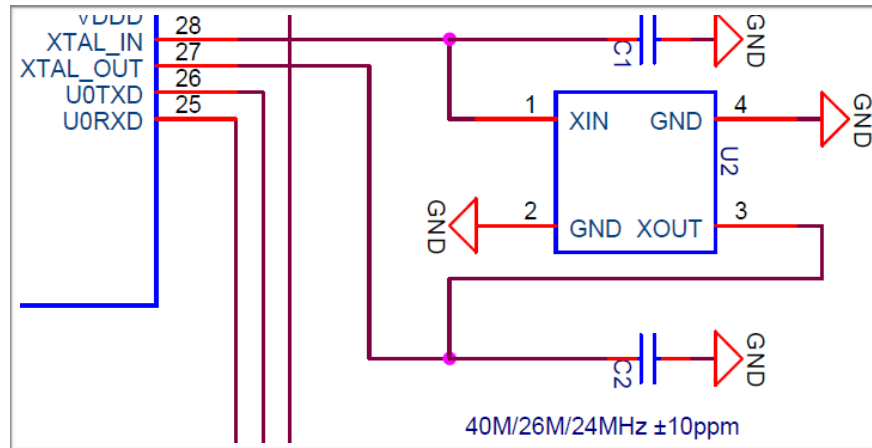 VDDD
XTAL_IN 28
XTAL_OUT 27
U0TXD 26
U0RXD 25
C1
GND
1 XIN GND 4
GND
U2
GND
2 GND XOUT 3
C2
GND
40M/26M/24MHz ±10ppm